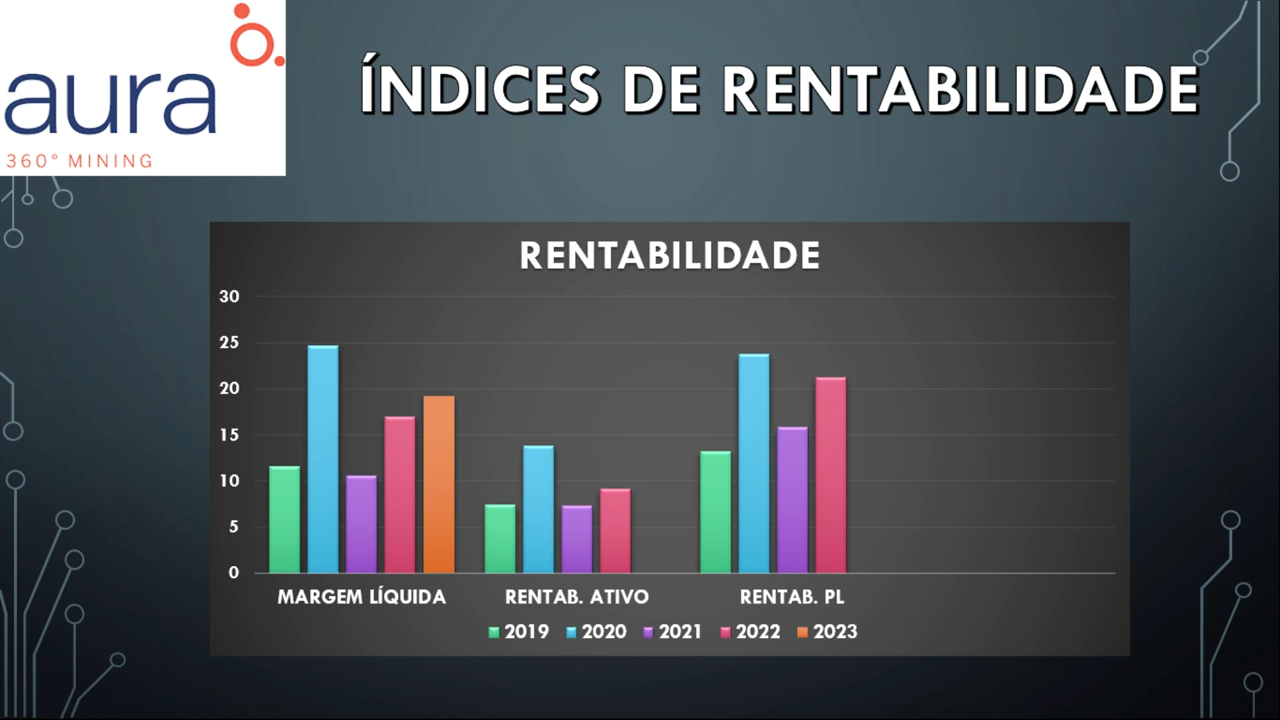 aura
360° MINING
ÍNDICES DE RENTABILIDADE
RENTABILIDADE
30
25
20
15
10
5
0
MARGEM LÍQUIDA RENTAB. ATIVO RENTAB. PL
2019 2020 2021 2022 2023